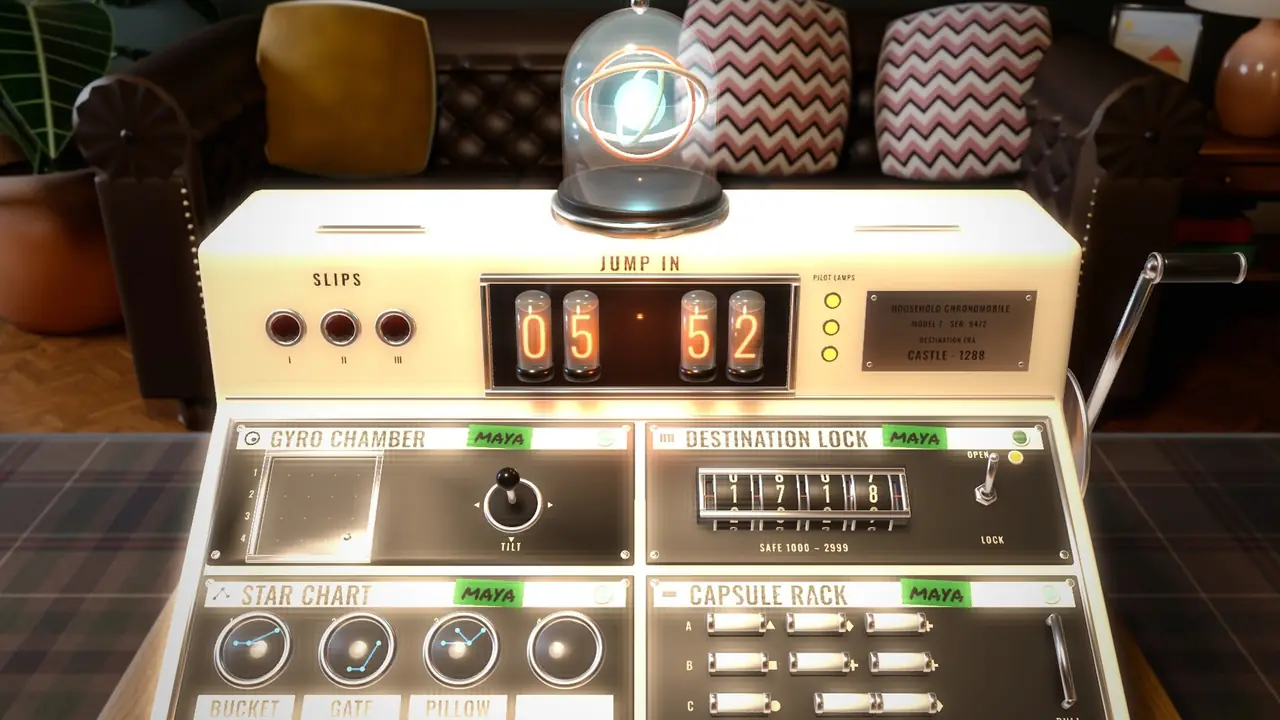 JUMP IN
SLIPS
I II III
05 52
PILOT LAMPS
HOUSEHOLD CHRONOMOBILE
MODEL 7 · SER. 9472
DESTINATION ERA
CASTLE · 1288
GYRO CHAMBER
MAYA
1
2
3
4
TILT
DESTINATION LOCK
MAYA
OPEN
1 7 1 8
SAFE 1000 – 2999
LOCK
STAR CHART
MAYA
BUCKET
GATE
PILLOW
CAPSULE RACK
MAYA
A
B
C